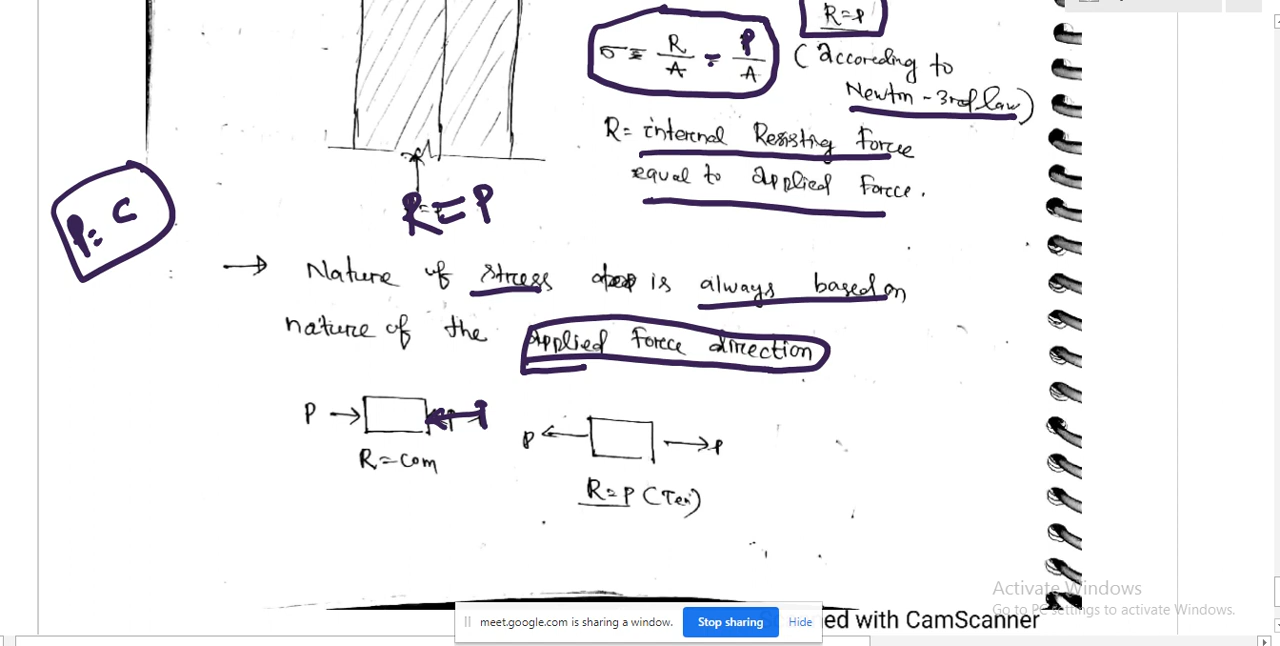 R=P
σ = R/A = P/A
(according to
Newton - 3rd law)
R= internal Resisting Force
equal to applied Force.
R=P
P= C
→ Nature of stress is always based on
nature of the applied Force direction
P → P
R=com
P ← → P
R=P (Ten)
Activate Windows
Go to PC settings to activate Windows.
meet.google.com is sharing a window.
Stop sharing
Hide
ed with CamScanner